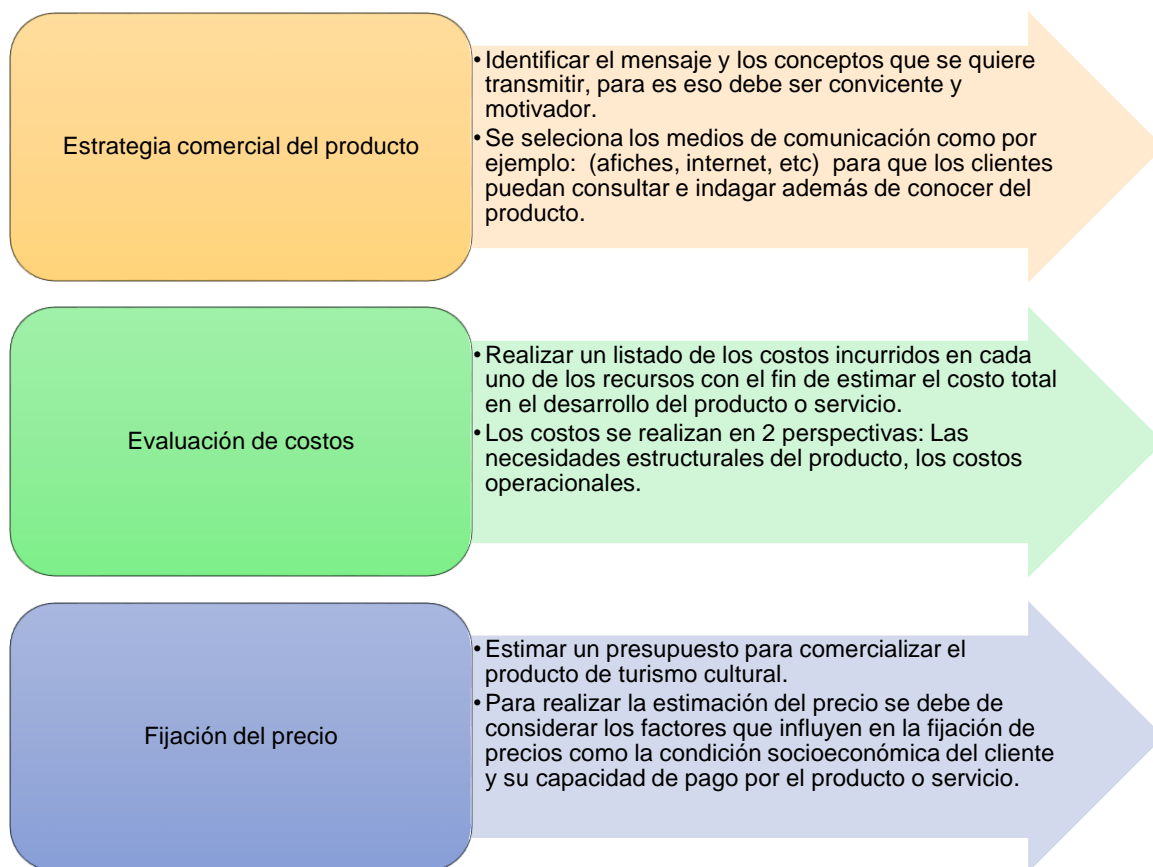 Estrategia comercial del producto
• Identificar el mensaje y los conceptos que se quiere
transmitir, para es eso debe ser convicente y
motivador.
• Se selecciona los medios de comunicación como por
ejemplo:  (afiches, internet, etc)  para que los clientes
puedan consultar e indagar además de conocer del
producto.
Evaluación de costos
• Realizar un listado de los costos incurridos en cada
uno de los recursos con el fin de estimar el costo total
en el desarrollo del producto o servicio.
• Los costos se realizan en 2 perspectivas: Las
necesidades estructurales del producto, los costos
operacionales.
Fijación del precio
• Estimar un presupuesto para comercializar el
producto de turismo cultural.
• Para realizar la estimación del precio se debe de
considerar los factores que influyen en la fijación de
precios como la condición socioeconómica del cliente
y su capacidad de pago por el producto o servicio.